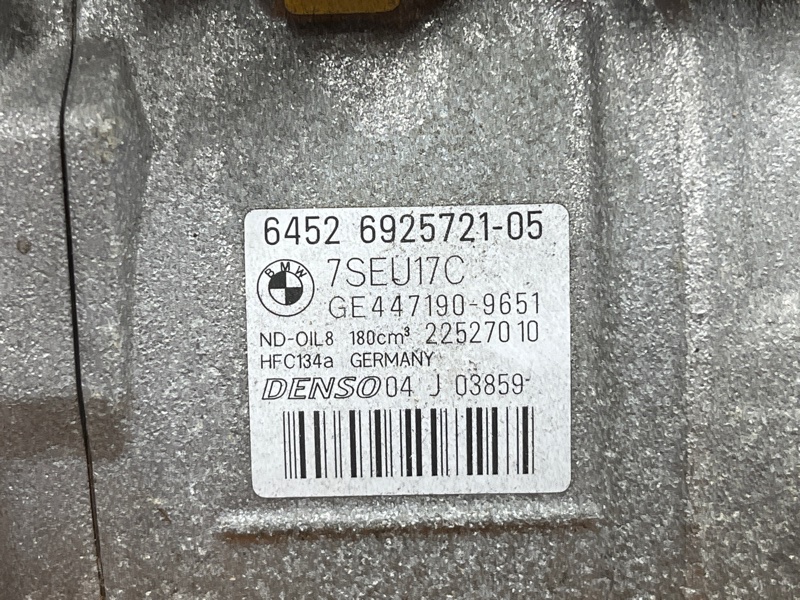 6452 6925721-05
BMW
7SEU17C
GE447190-9651
ND-OIL8 180cm³ 22527010
HFC134a GERMANY
DENSO 04 J 03859-